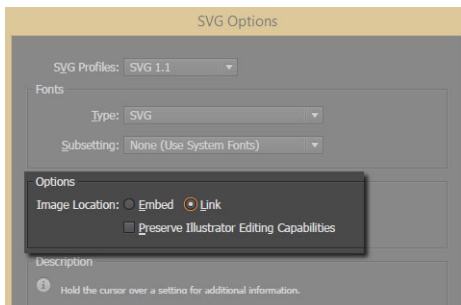 SVG Options
SVG Profiles: SVG 1.1
Fonts
Type: SVG
Subsetting: None (Use System Fonts)
Options
Image Location: Embed Link
Preserve Illustrator Editing Capabilities
Description
Hold the cursor over a setting for additional information.